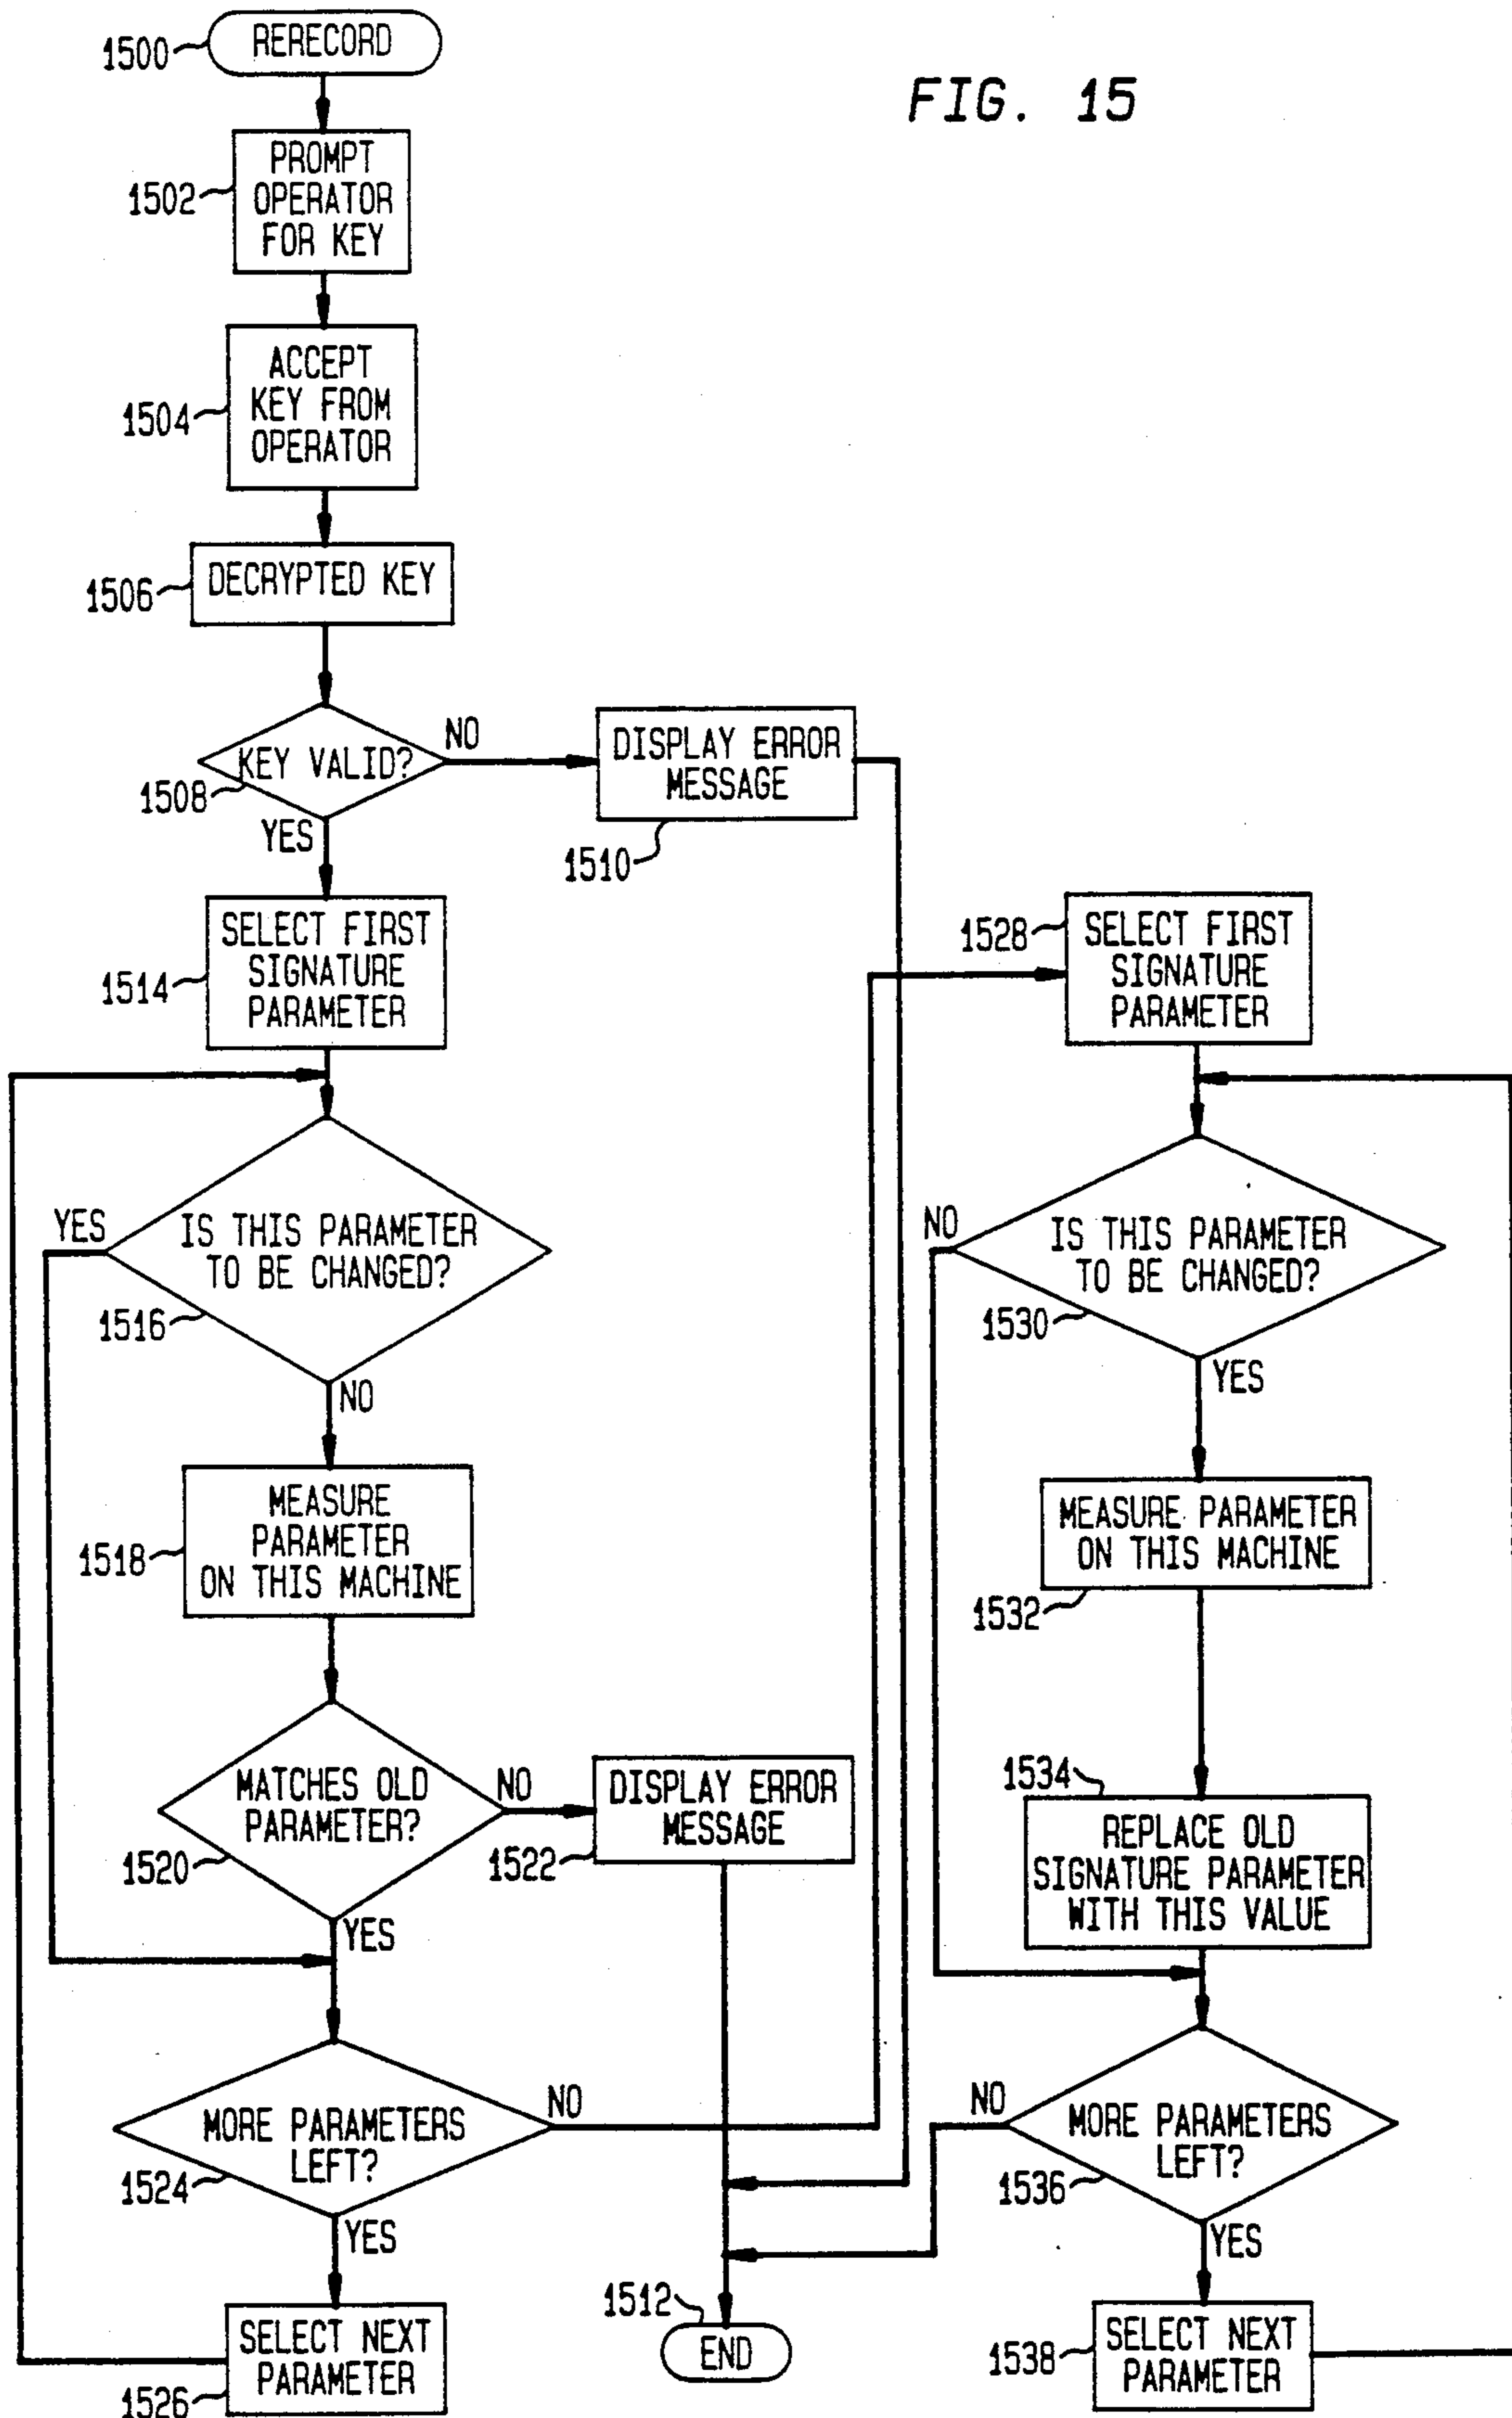 FIG. 15
1500
RERECORD
1502
PROMPT
OPERATOR
FOR KEY
1504
ACCEPT
KEY FROM
OPERATOR
1506
DECRYPTED KEY
KEY VALID?
1508
NO
YES
DISPLAY ERROR
MESSAGE
1510
1514
SELECT FIRST
SIGNATURE
PARAMETER
YES
IS THIS PARAMETER
TO BE CHANGED?
1516
NO
1518
MEASURE
PARAMETER
ON THIS MACHINE
MATCHES OLD
PARAMETER?
1520
NO
YES
DISPLAY ERROR
MESSAGE
1522
MORE PARAMETERS
LEFT?
1524
NO
YES
SELECT NEXT
PARAMETER
1526
1512
END
1528
SELECT FIRST
SIGNATURE
PARAMETER
NO
IS THIS PARAMETER
TO BE CHANGED?
1530
YES
MEASURE PARAMETER
ON THIS MACHINE
1532
1534
REPLACE OLD
SIGNATURE PARAMETER
WITH THIS VALUE
NO
MORE PARAMETERS
LEFT?
1536
YES
1538
SELECT NEXT
PARAMETER